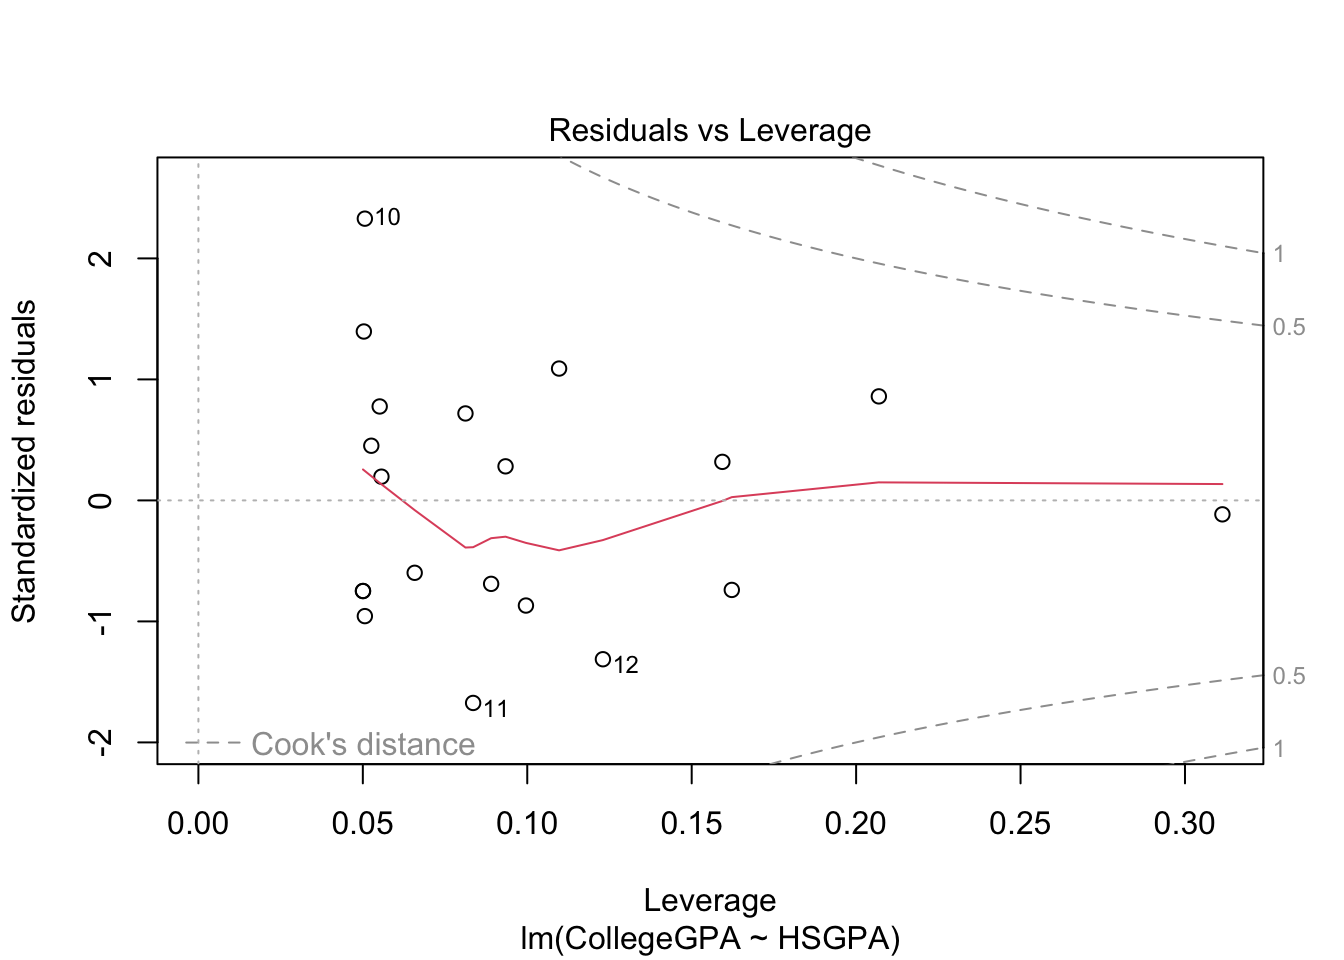 Residuals vs Leverage
Standardized residuals
2
1
0
-1
-2
10
11
12
1
0.5
0.5
1
Cook's distance
0.00 0.05 0.10 0.15 0.20 0.25 0.30
Leverage
lm(CollegeGPA ~ HSGPA)